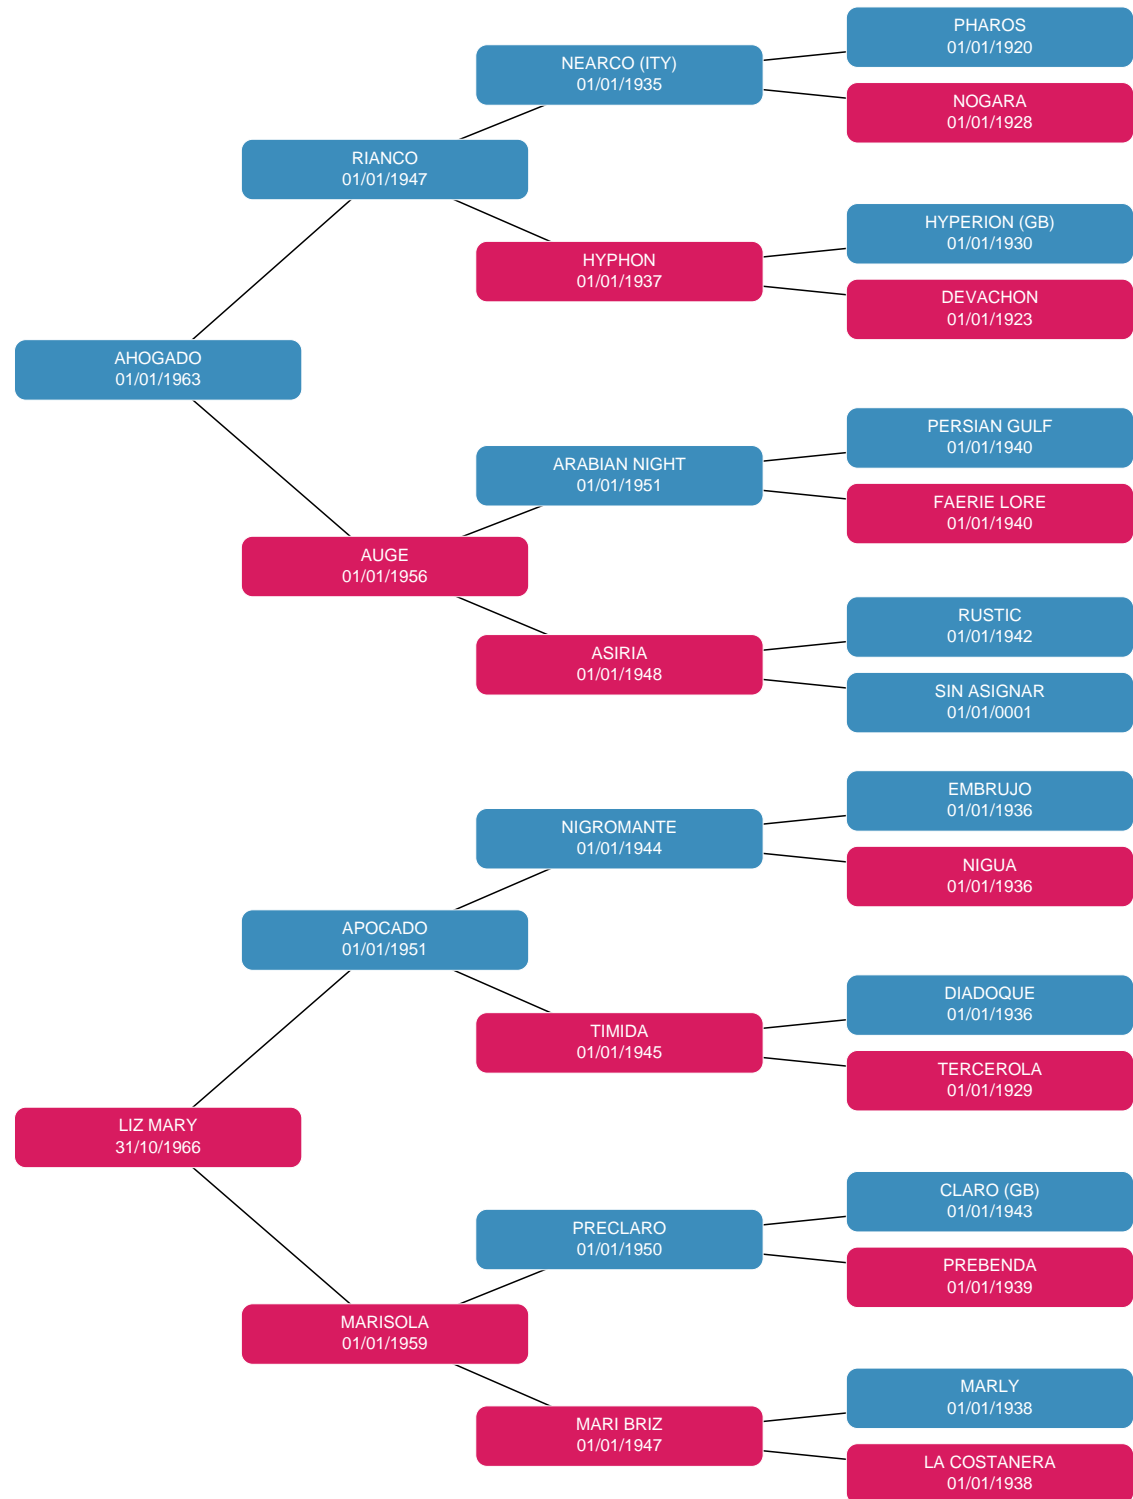 PHAROS
01/01/1920
NEARCO (ITY)
01/01/1935
NOGARA
01/01/1928
RIANCO
01/01/1947
HYPERION (GB)
01/01/1930
HYPHON
01/01/1937
DEVACHON
01/01/1923
AHOGADO
01/01/1963
PERSIAN GULF
01/01/1940
ARABIAN NIGHT
01/01/1951
FAERIE LORE
01/01/1940
AUGE
01/01/1956
RUSTIC
01/01/1942
ASIRIA
01/01/1948
SIN ASIGNAR
01/01/0001
EMBRUJO
01/01/1936
NIGROMANTE
01/01/1944
NIGUA
01/01/1936
APOCADO
01/01/1951
DIADOQUE
01/01/1936
TIMIDA
01/01/1945
TERCEROLA
01/01/1929
LIZ MARY
31/10/1966
CLARO (GB)
01/01/1943
PRECLARO
01/01/1950
PREBENDA
01/01/1939
MARISOLA
01/01/1959
MARLY
01/01/1938
MARI BRIZ
01/01/1947
LA COSTANERA
01/01/1938